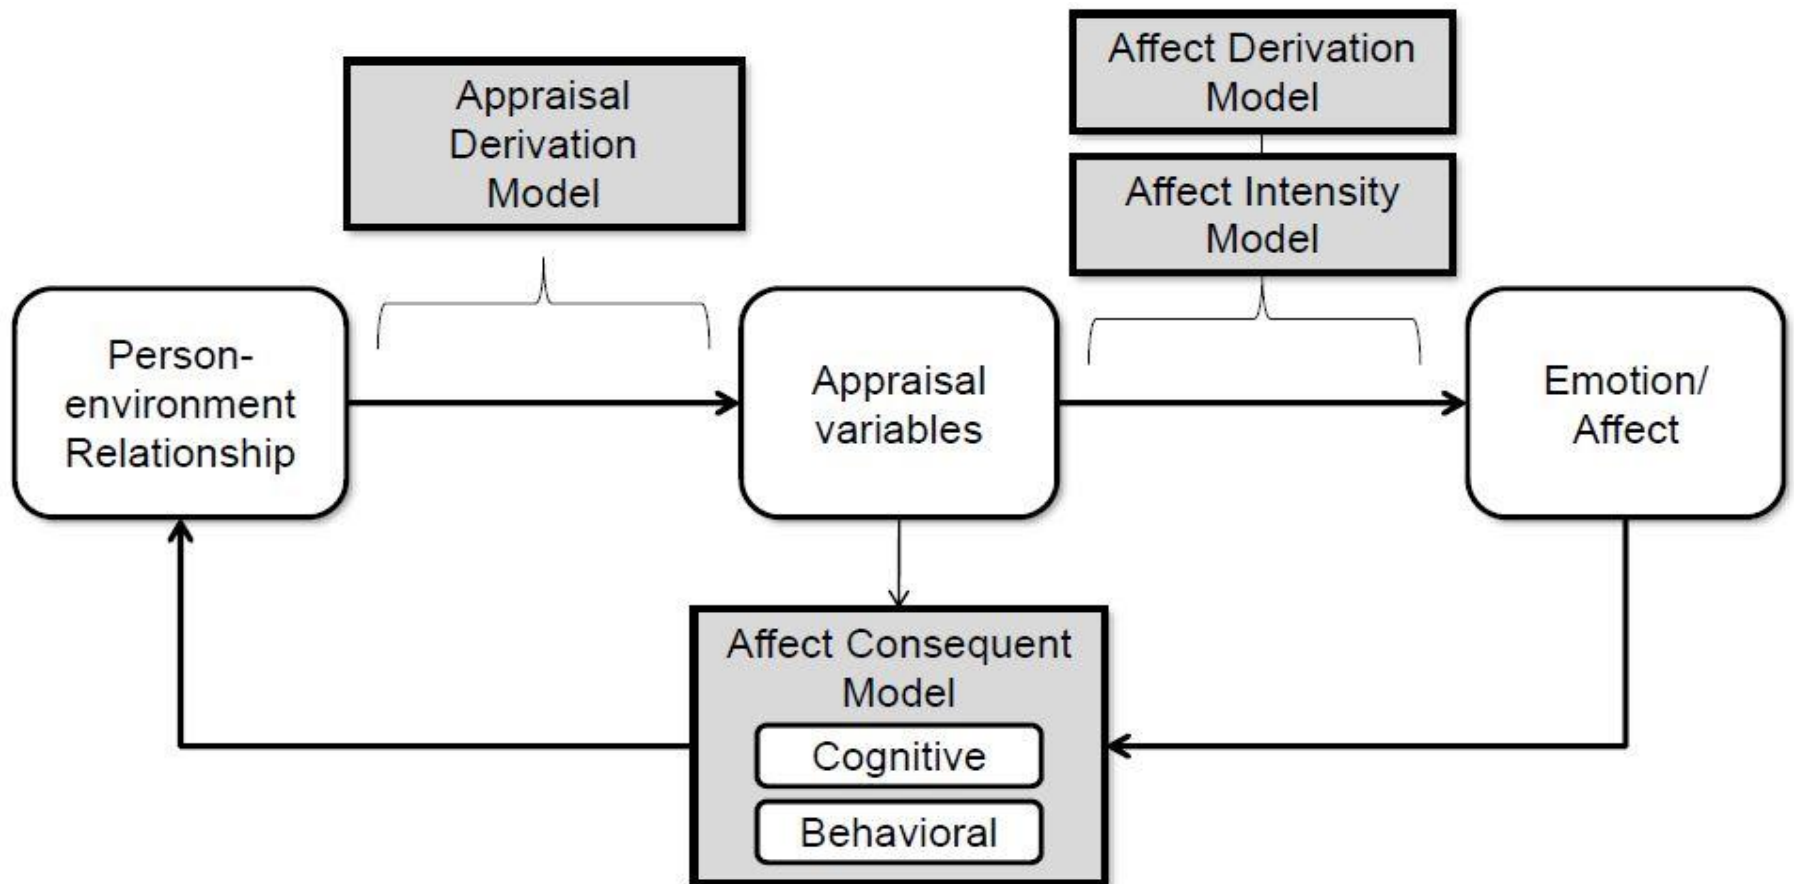 Appraisal
Derivation
Model
Affect Derivation
Model
Affect Intensity
Model
Person-
environment
Relationship
Appraisal
variables
Emotion/
Affect
Affect Consequent
Model
Cognitive
Behavioral